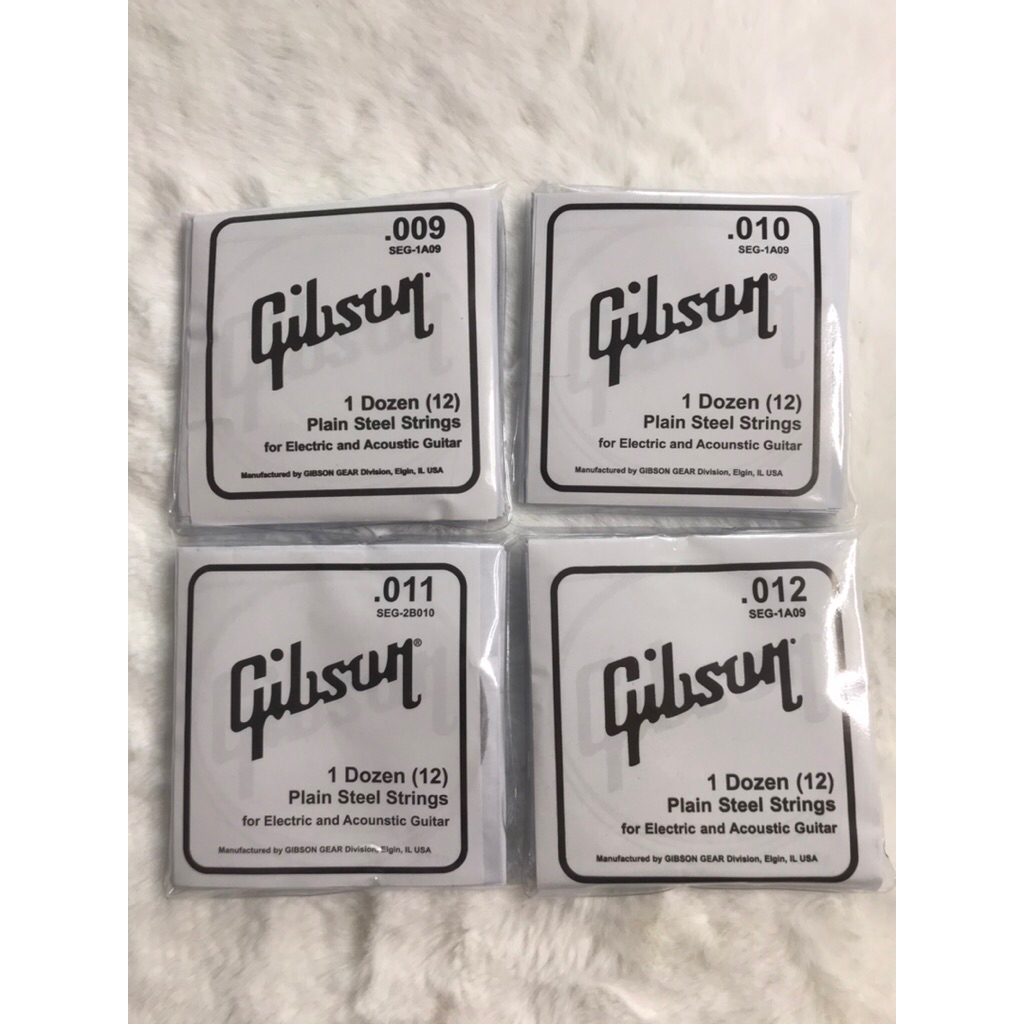 .009
SEG-1A09
Gibson
1 Dozen (12)
Plain Steel Strings
for Electric and Acoustic Guitar
Manufactured by GIBSON GEAR Division, Elgin, IL USA
.010
SEG-1A09
Gibson®
1 Dozen (12)
Plain Steel Strings
for Electric and Acounstic Guitar
Manufactured by GIBSON GEAR Division, Elgin, IL USA
.011
SEG-2B010
Gibson®
1 Dozen (12)
Plain Steel Strings
for Electric and Acounstic Guitar
Manufactured by GIBSON GEAR Division, Elgin, IL USA
.012
SEG-1A09
Gibson
1 Dozen (12)
Plain Steel Strings
for Electric and Acoustic Guitar
Manufactured by GIBSON GEAR Division, Elgin, IL USA